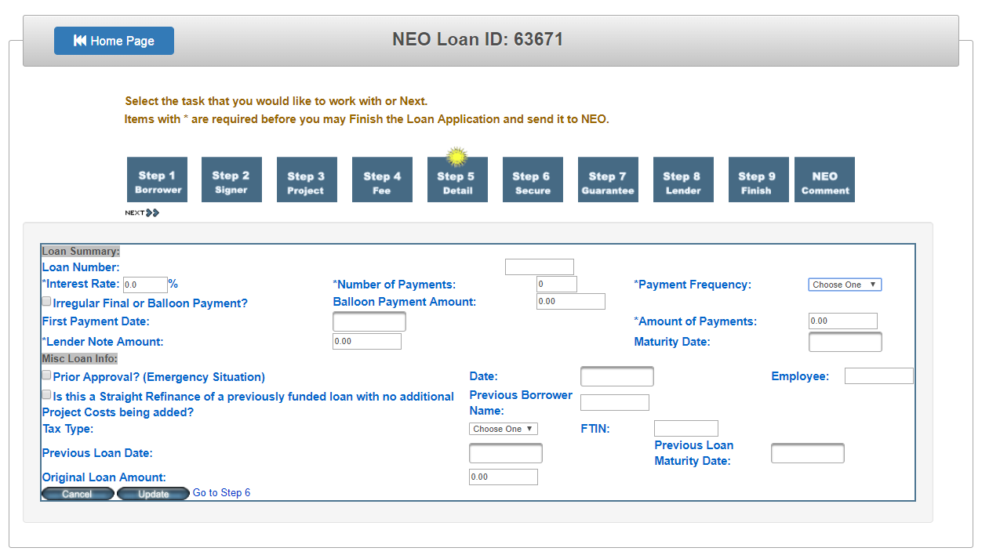 Home Page
NEO Loan ID: 63671
Select the task that you would like to work with or Next.
Items with * are required before you may Finish the Loan Application and send it to NEO.
Step 1 Step 2 Step 3 Step 4 Step 5 Step 6 Step 7 Step 8 Step 9 NEO
Borrower Signer Project Fee Detail Secure Guarantee Lender Finish Comment
NEXT
Loan Summary:
Loan Number:
*Interest Rate: 0.0 % *Number of Payments: 0 *Payment Frequency: Choose One
Irregular Final or Balloon Payment? Balloon Payment Amount: 0.00
First Payment Date: *Amount of Payments: 0.00
*Lender Note Amount: 0.00 Maturity Date:
Misc Loan Info:
Prior Approval? (Emergency Situation) Date: Employee:
Is this a Straight Refinance of a previously funded loan with no additional
Project Costs being added?
Previous Borrower
Name:
Tax Type: Choose One FTIN:
Previous Loan Date:
Previous Loan
Maturity Date:
Original Loan Amount: 0.00
Cancel Update Go to Step 6